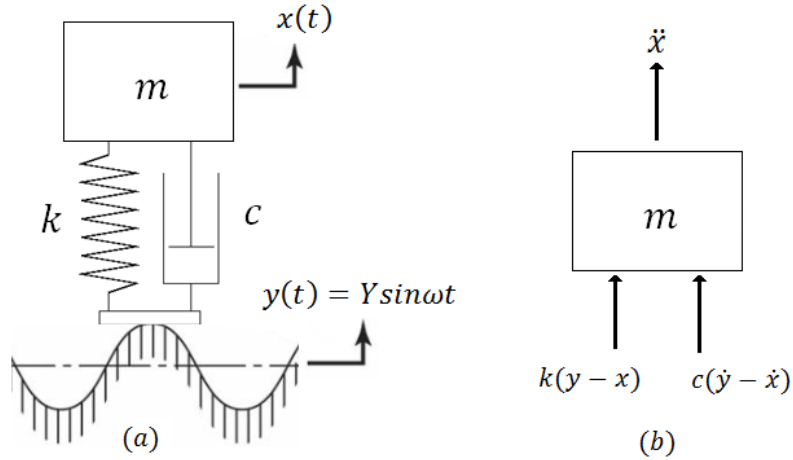 x(t)
m
k
c
y(t) = Ysinωt
(a)
ẍ
m
k(y − x)
c(ẏ − ẋ)
(b)